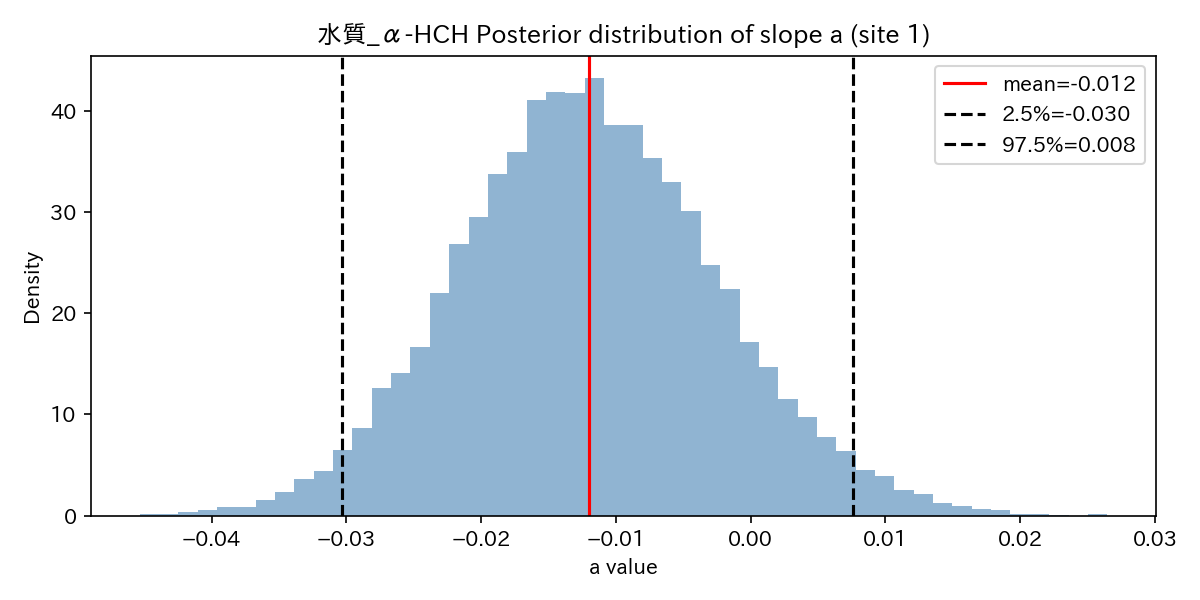 水質_α-HCH Posterior distribution of slope a (site 1)
mean=-0.012
2.5%=-0.030
97.5%=0.008
Density
40
30
20
10
0
−0.04 −0.03 −0.02 −0.01 0.00 0.01 0.02 0.03
a value